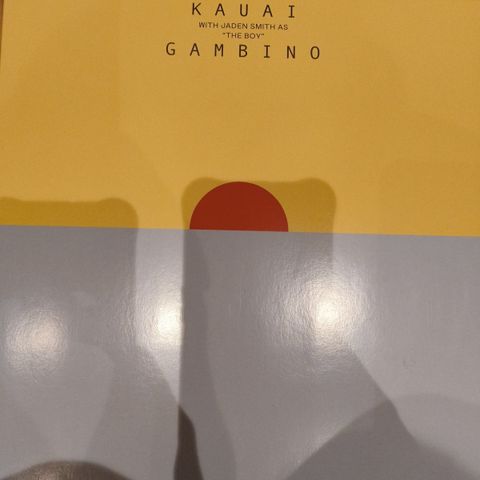 KAUAI
WITH JADEN SMITH AS
"THE BOY"
GAMBINO